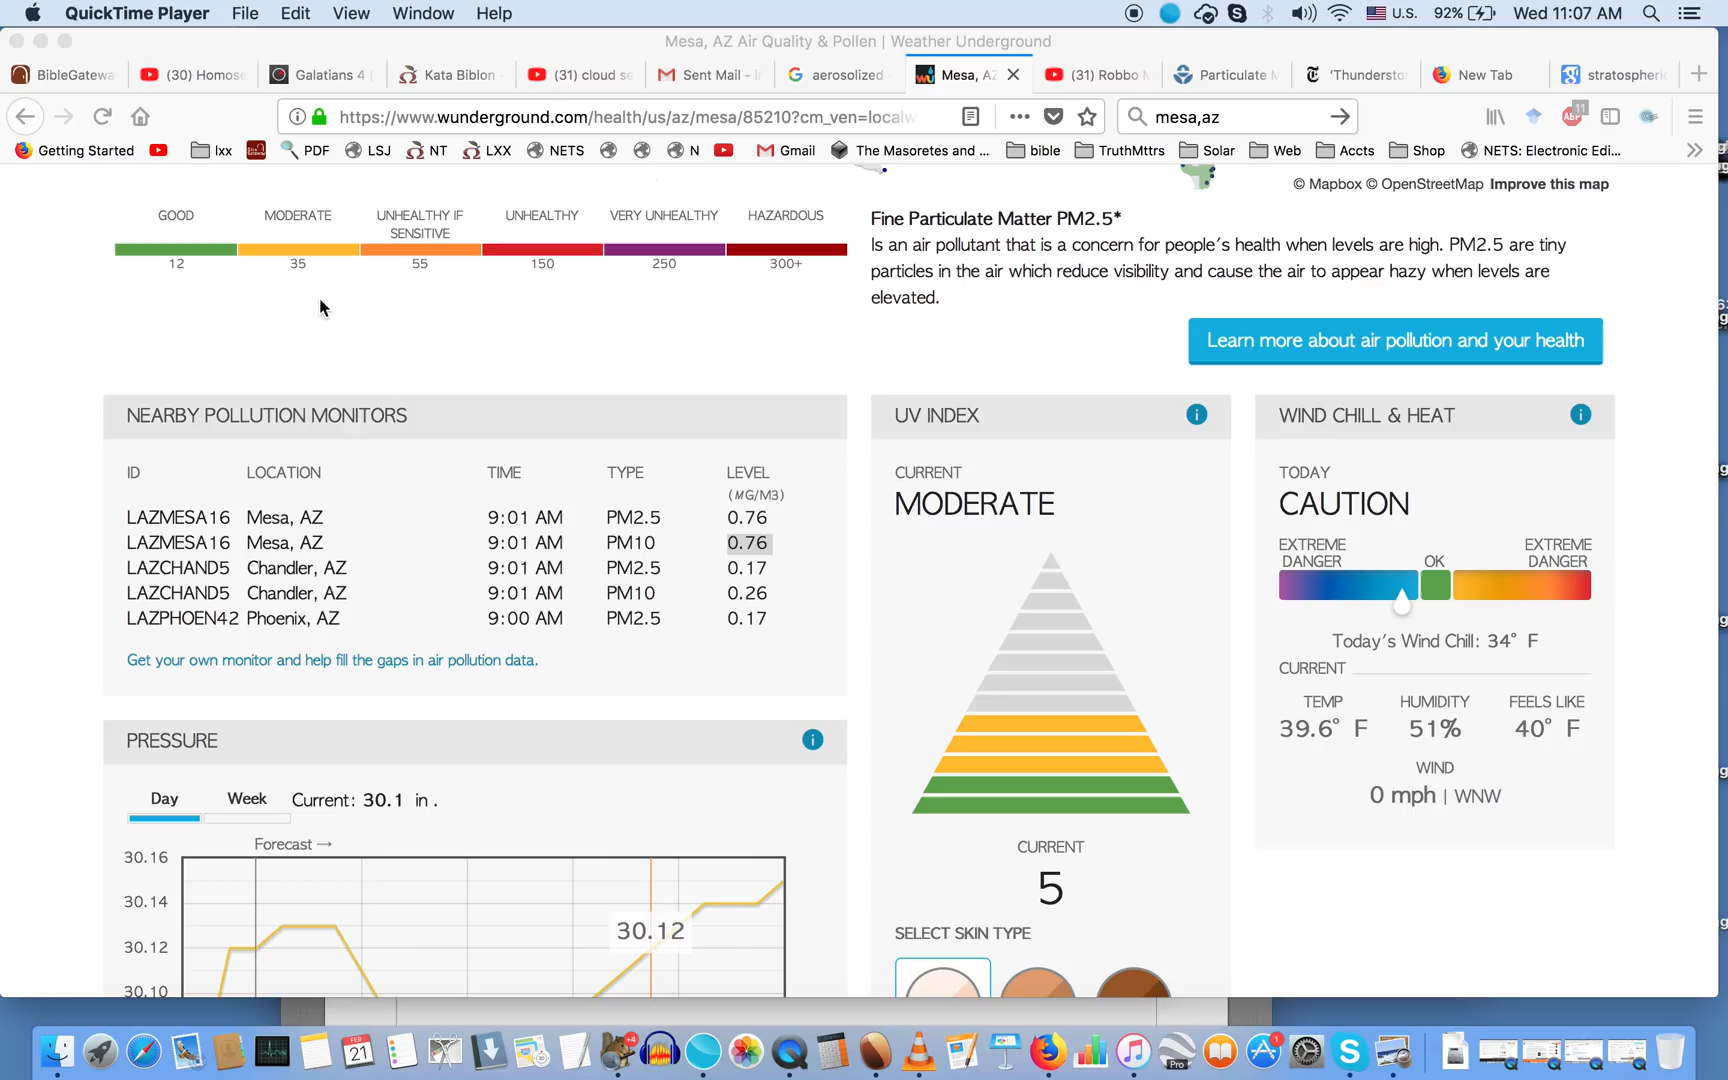 QuickTime Player File Edit View Window Help U.S. 92% Wed 11:07 AM
Mesa, AZ Air Quality & Pollen | Weather Underground
BibleGatewa (30) Homose Galatians 4 Kata Biblon - (31) cloud se Sent Mail - aerosolized Mesa, AZ (31) Robbo Particulate 'Thundersto New Tab stratospheri
https://www.wunderground.com/health/us/az/mesa/85210?cm_ven=localw mesa,az 11 ABP
Getting Started lxx PDF LSJ NT LXX NETS N Gmail The Masoretes and ... bible TruthMttrs Solar Web Accts Shop NETS: Electronic Edi...
© Mapbox © OpenStreetMap Improve this map
GOOD MODERATE UNHEALTHY IF SENSITIVE UNHEALTHY VERY UNHEALTHY HAZARDOUS
12 35 55 150 250 300+
Fine Particulate Matter PM2.5*
Is an air pollutant that is a concern for people's health when levels are high. PM2.5 are tiny
particles in the air which reduce visibility and cause the air to appear hazy when levels are
elevated.
Learn more about air pollution and your health
NEARBY POLLUTION MONITORS
ID LOCATION TIME TYPE LEVEL
(MG/M3)
LAZMESA16 Mesa, AZ 9:01 AM PM2.5 0.76
LAZMESA16 Mesa, AZ 9:01 AM PM10 0.76
LAZCHAND5 Chandler, AZ 9:01 AM PM2.5 0.17
LAZCHAND5 Chandler, AZ 9:01 AM PM10 0.26
LAZPHOEN42 Phoenix, AZ 9:00 AM PM2.5 0.17
Get your own monitor and help fill the gaps in air pollution data.
PRESSURE
Day Week Current: 30.1 in .
Forecast →
30.16
30.14
30.12
30.12
30.10
UV INDEX
CURRENT
MODERATE
CURRENT
5
SELECT SKIN TYPE
WIND CHILL & HEAT
TODAY
CAUTION
EXTREME DANGER OK EXTREME DANGER
Today's Wind Chill: 34° F
CURRENT
TEMP HUMIDITY FEELS LIKE
39.6° F 51% 40° F
WIND
0 mph | WNW
FEB 21
+4
Pro
1